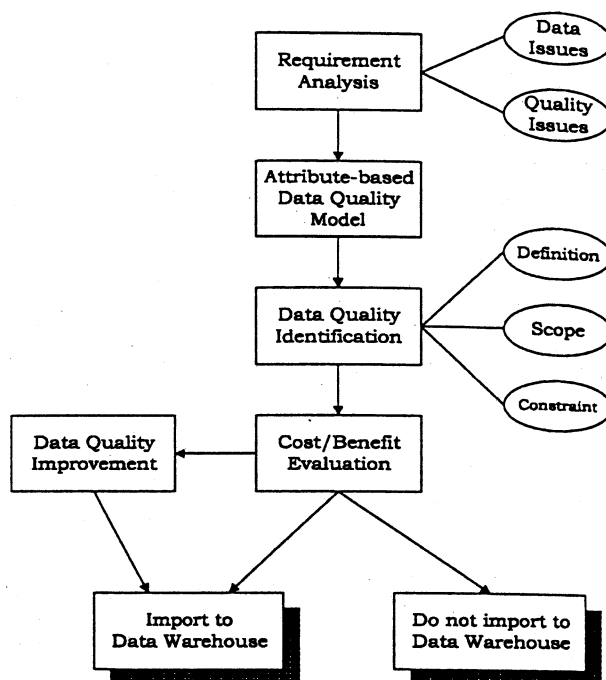 Requirement
Analysis
Data
Issues
Quality
Issues
Attribute-based
Data Quality
Model
Data Quality
Identification
Definition
Scope
Constraint
Data Quality
Improvement
Cost/Benefit
Evaluation
Import to
Data Warehouse
Do not import to
Data Warehouse